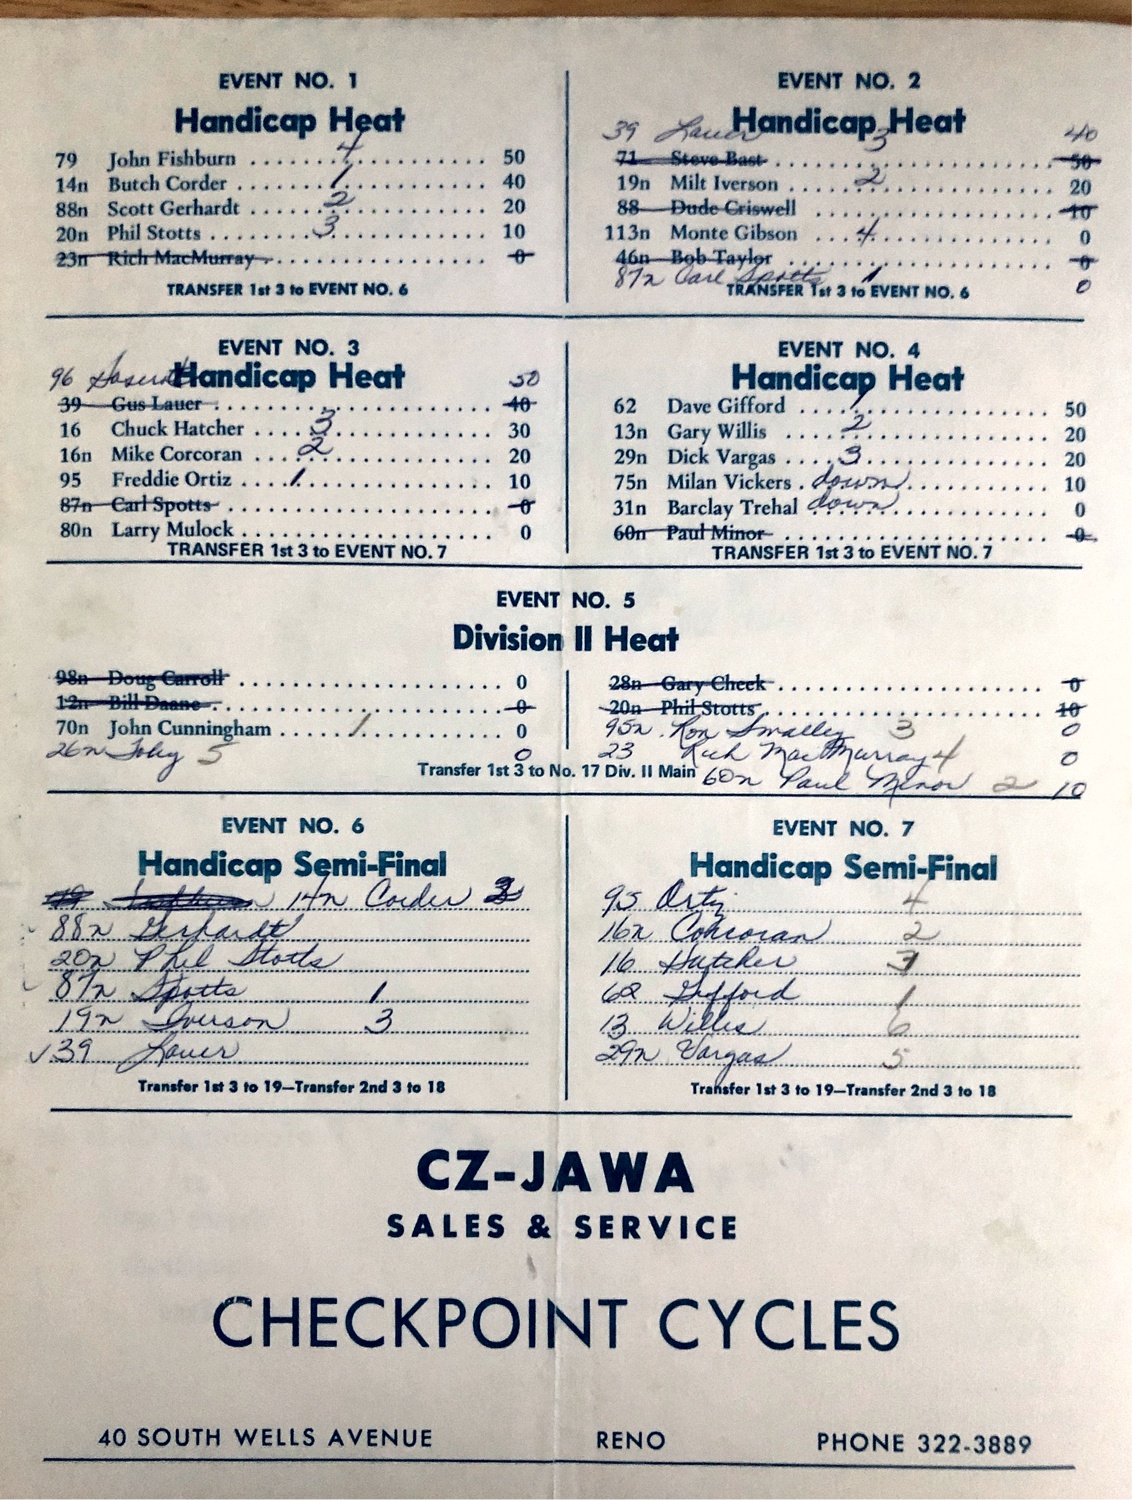 EVENT NO. 1
Handicap Heat
79 John Fishburn .......................... 50
4
14n Butch Corder .......................... 40
1
88n Scott Gerhardt .......................... 20
2
20n Phil Stotts .......................... 10
3
23n Rich MacMurray .......................... 0
TRANSFER 1st 3 to EVENT NO. 6
EVENT NO. 2
Handicap Heat
39 Lauer 3 40
71 Steve Bast .......................... 50
19n Milt Iverson .......................... 20
2
88 Dude Criswell .......................... 10
113n Monte Gibson .......................... 0
4
46n Bob Taylor .......................... 0
87n Carl Spotts 1 0
TRANSFER 1st 3 to EVENT NO. 6
EVENT NO. 3
Handicap Heat
96 50
39 Gus Lauer .......................... 40
16 Chuck Hatcher .......................... 30
3
16n Mike Corcoran .......................... 20
2
95 Freddie Ortiz .......................... 10
1
87n Carl Spotts .......................... 0
80n Larry Mulock .......................... 0
TRANSFER 1st 3 to EVENT NO. 7
EVENT NO. 4
Handicap Heat
62 Dave Gifford .......................... 50
1
13n Gary Willis .......................... 20
2
29n Dick Vargas .......................... 20
3
75n Milan Vickers .......................... 10
down
31n Barclay Trehal .......................... 0
down
60n Paul Minor .......................... 0
TRANSFER 1st 3 to EVENT NO. 7
EVENT NO. 5
Division II Heat
98n Doug Carroll .......................... 0
12n Bill Daane .......................... 0
70n John Cunningham .......................... 0
1
26n Toby 5 0
28n Gary Cheek .......................... 0
20n Phil Stotts .......................... 10
95n Ron Smalley 3 0
23 Rich MacMurray 4 0
60n Paul Minor 2 10
Transfer 1st 3 to No. 17 Div. II Main
EVENT NO. 6
Handicap Semi-Final
14n Corder
88n Gerhardt
20n Phil Stotts
87n Spotts 1
19n Iverson 3
✓39 Lauer
Transfer 1st 3 to 19—Transfer 2nd 3 to 18
EVENT NO. 7
Handicap Semi-Final
95 Ortiz 4
16n Corcoran 2
16 Hatcher 3
62 Gifford 1
13 Willis 6
29n Vargas 5
Transfer 1st 3 to 19—Transfer 2nd 3 to 18
CZ-JAWA
SALES & SERVICE
CHECKPOINT CYCLES
40 SOUTH WELLS AVENUE RENO PHONE 322-3889